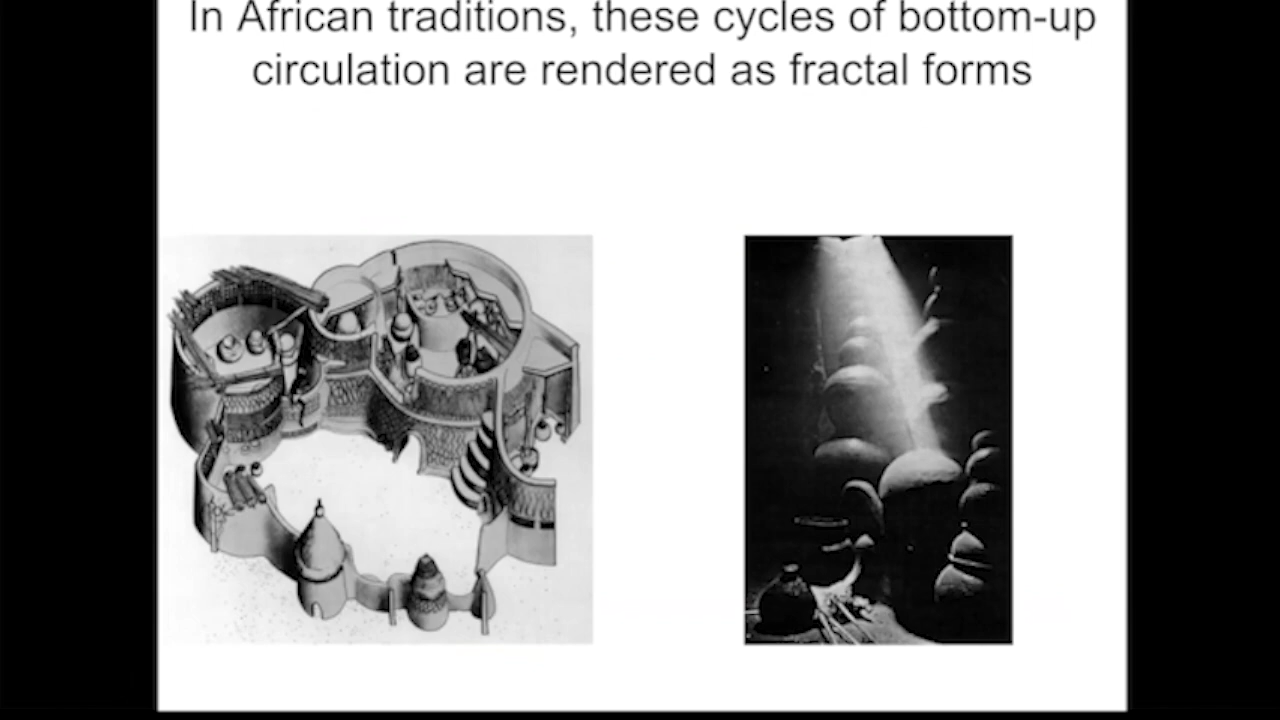 In African traditions, these cycles of bottom-up
circulation are rendered as fractal forms